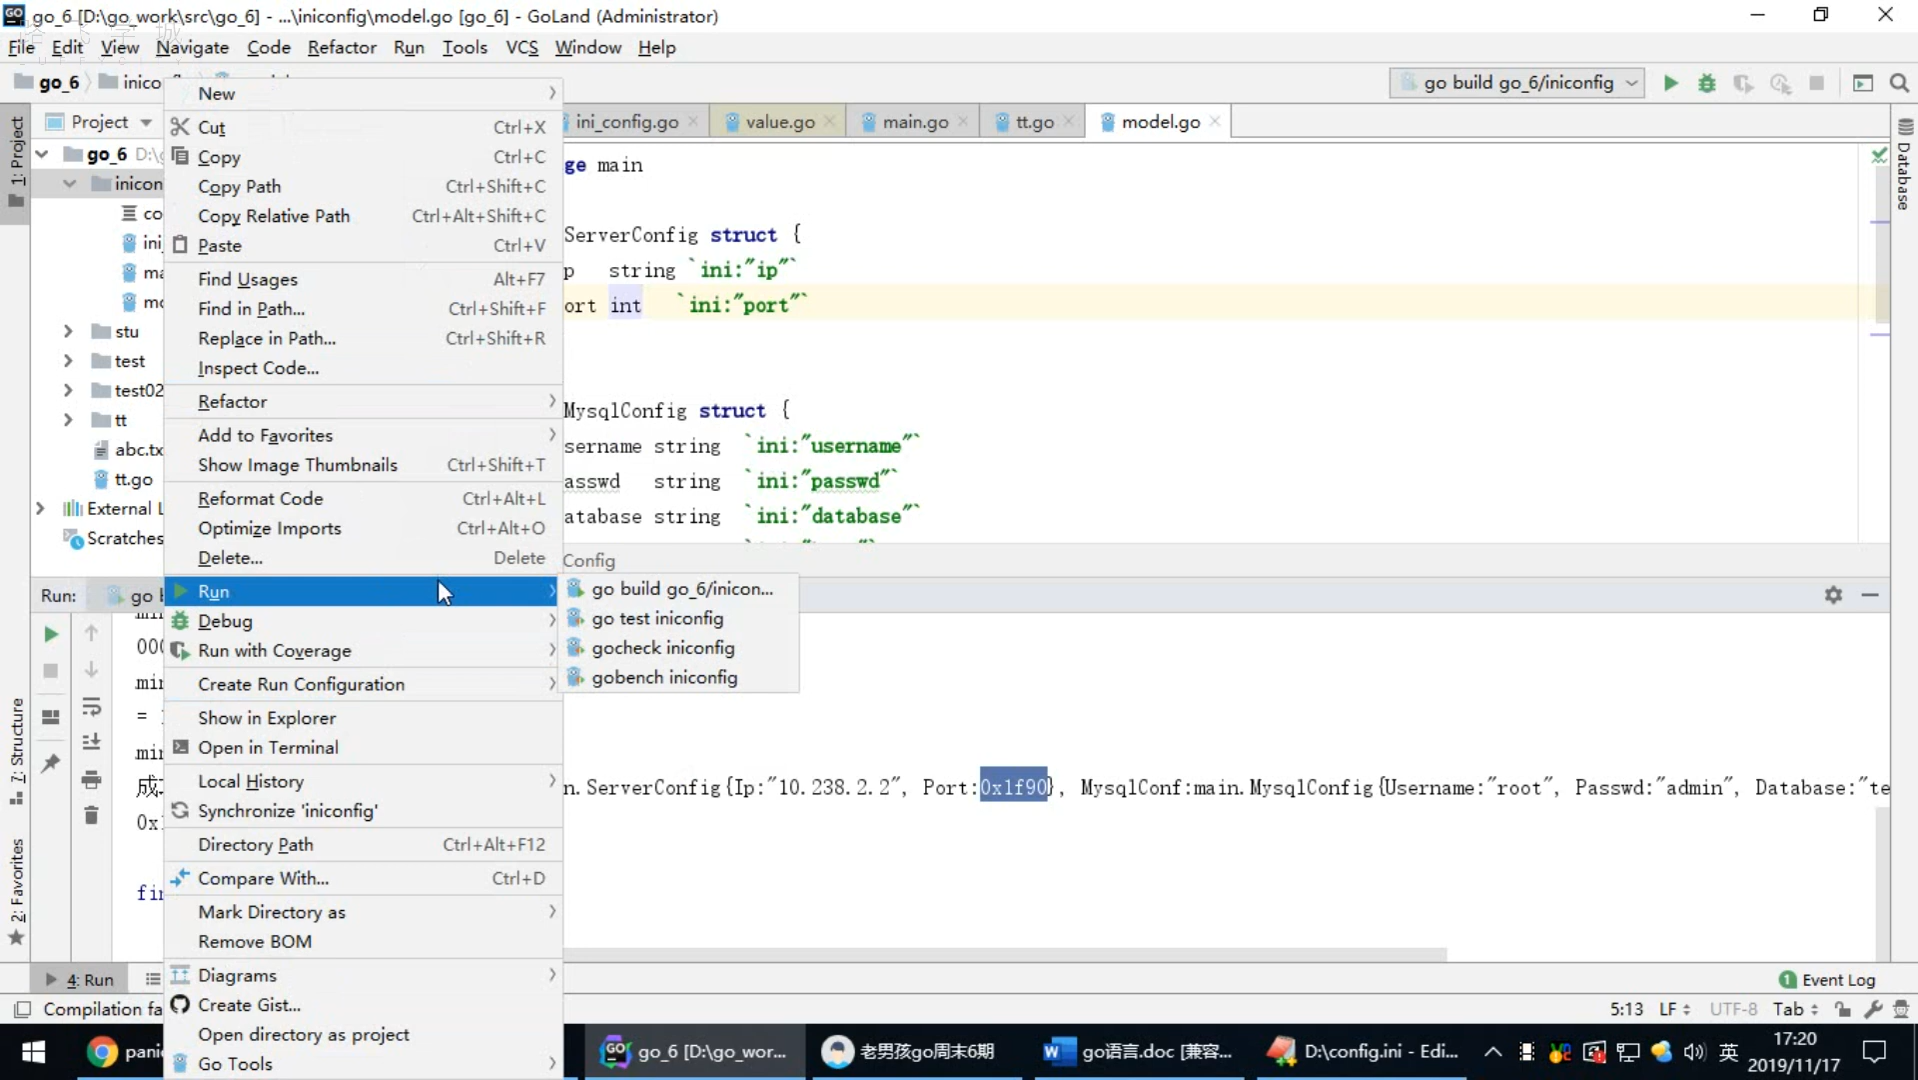 go_6 [D:\go_work\src\go_6] - ...\iniconfig\model.go [go_6] - GoLand (Administrator)
File Edit View Navigate Code Refactor Run Tools VCS Window Help
go_6
go build go_6/iniconfig
Project
ini_config.go
value.go
main.go
tt.go
model.go
1: Project
Database
go_6
stu
test
test02
tt
tt.go
New
Cut Ctrl+X
Copy Ctrl+C
Copy Path Ctrl+Shift+C
Copy Relative Path Ctrl+Alt+Shift+C
Paste Ctrl+V
Find Usages Alt+F7
Find in Path... Ctrl+Shift+F
Replace in Path... Ctrl+Shift+R
Inspect Code...
Refactor
Add to Favorites
Show Image Thumbnails Ctrl+Shift+T
Reformat Code Ctrl+Alt+L
Optimize Imports Ctrl+Alt+O
Delete... Delete
Run
Debug
Run with Coverage
Create Run Configuration
Show in Explorer
Open in Terminal
Local History
Synchronize 'iniconfig'
Directory Path Ctrl+Alt+F12
Compare With... Ctrl+D
Mark Directory as
Remove BOM
Diagrams
Create Gist...
Open directory as project
Go Tools
go build go_6/inicon...
go test iniconfig
gocheck iniconfig
gobench iniconfig
ge main
ServerConfig struct {
p string `ini:"ip"`
ort int `ini:"port"`
MysqlConfig struct {
sername string `ini:"username"`
asswd string `ini:"passwd"`
atabase string `ini:"database"`
Config
Run:
n.ServerConfig{Ip:"10.238.2.2", Port:0x1f90}, MysqlConf:main.MysqlConfig{Username:"root", Passwd:"admin", Database:"te
7: Structure
2: Favorites
4: Run
1 Event Log
Compilation fa
5:13 LF UTF-8 Tab
go_6 [D:\go_wor...
老男孩go周末6期
go语言.doc [兼容...
D:\config.ini - Edi...
英
17:20
2019/11/17